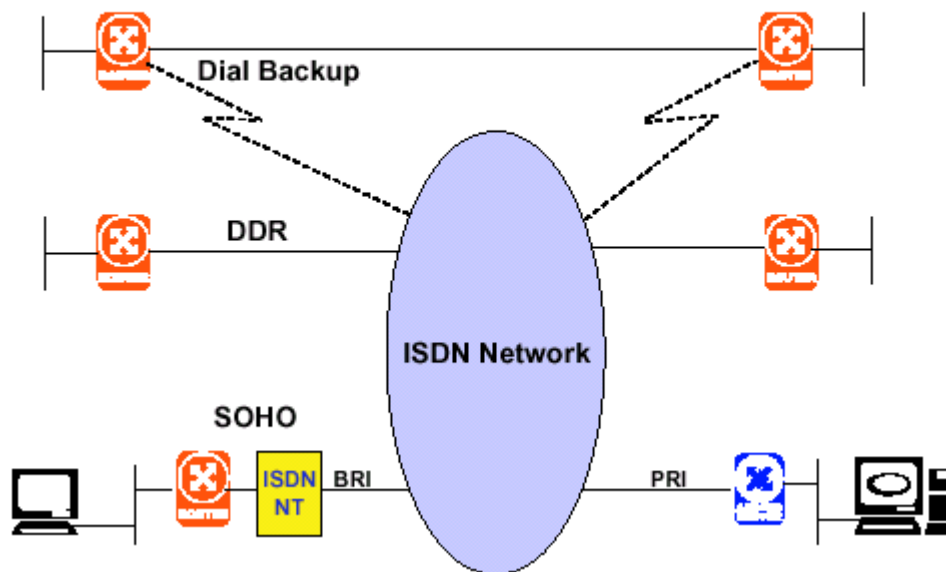 Dial Backup
DDR
ISDN Network
SOHO
ISDN
NT
BRI
PRI